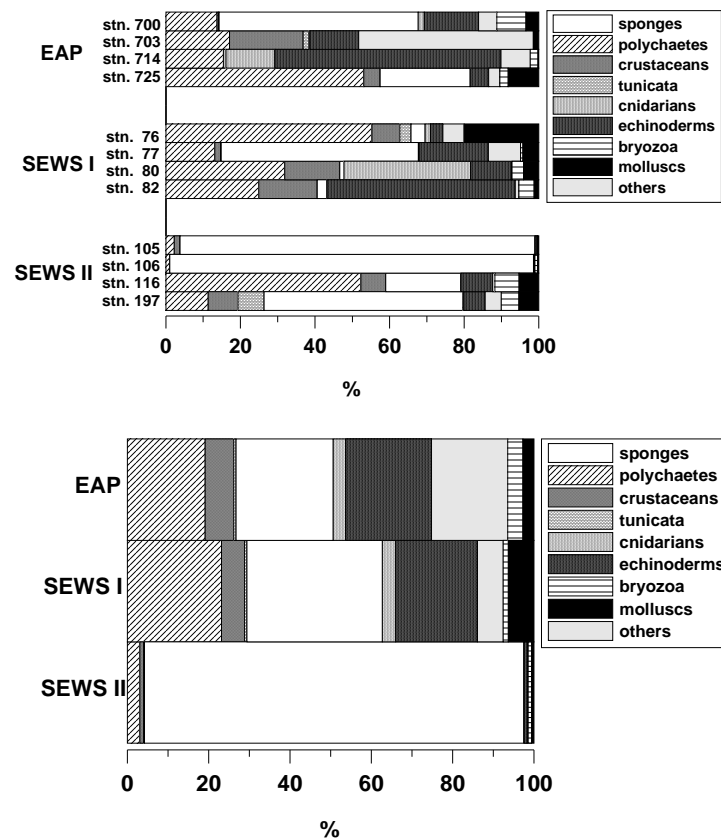 stn. 700
stn. 703
EAP
stn. 714
stn. 725
stn. 76
stn. 77
SEWS I
stn. 80
stn. 82
stn. 105
stn. 106
SEWS II
stn. 116
stn. 197
0 20 40 60 80 100
%
sponges
polychaetes
crustaceans
tunicata
cnidarians
echinoderms
bryozoa
molluscs
others
EAP
SEWS I
SEWS II
0 20 40 60 80 100
%
sponges
polychaetes
crustaceans
tunicata
cnidarians
echinoderms
bryozoa
molluscs
others